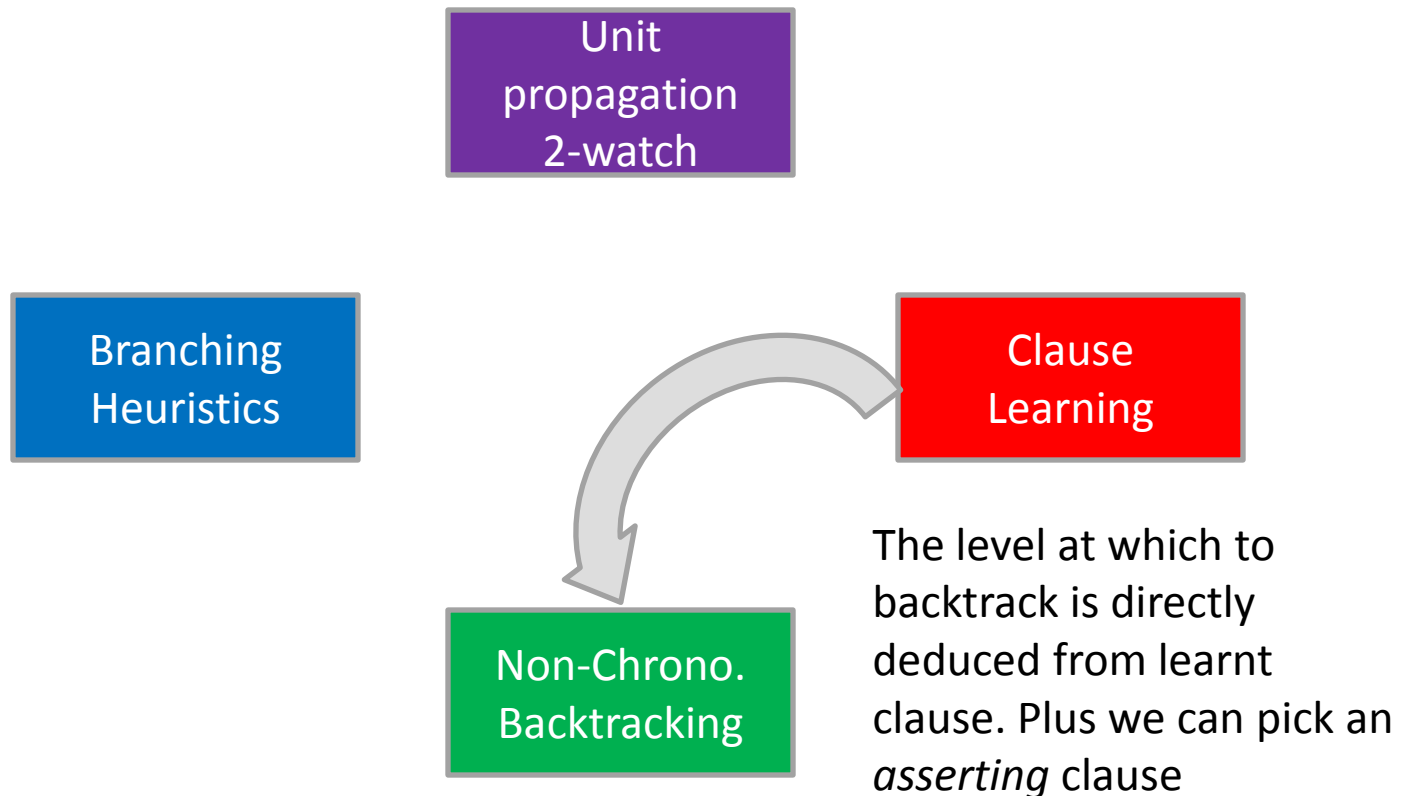 Unit
propagation
2-watch
Branching
Heuristics
Clause
Learning
The level at which to
backtrack is directly
deduced from learnt
clause. Plus we can pick an
asserting clause
Non-Chrono.
Backtracking